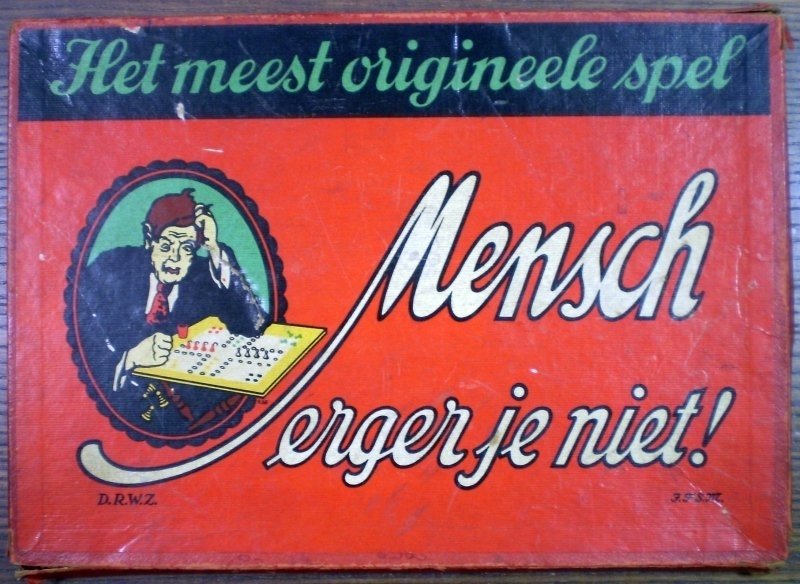 Het meest origineele spel
Mensch
erger je niet!
D.R.W.Z.
J.F.S.M.